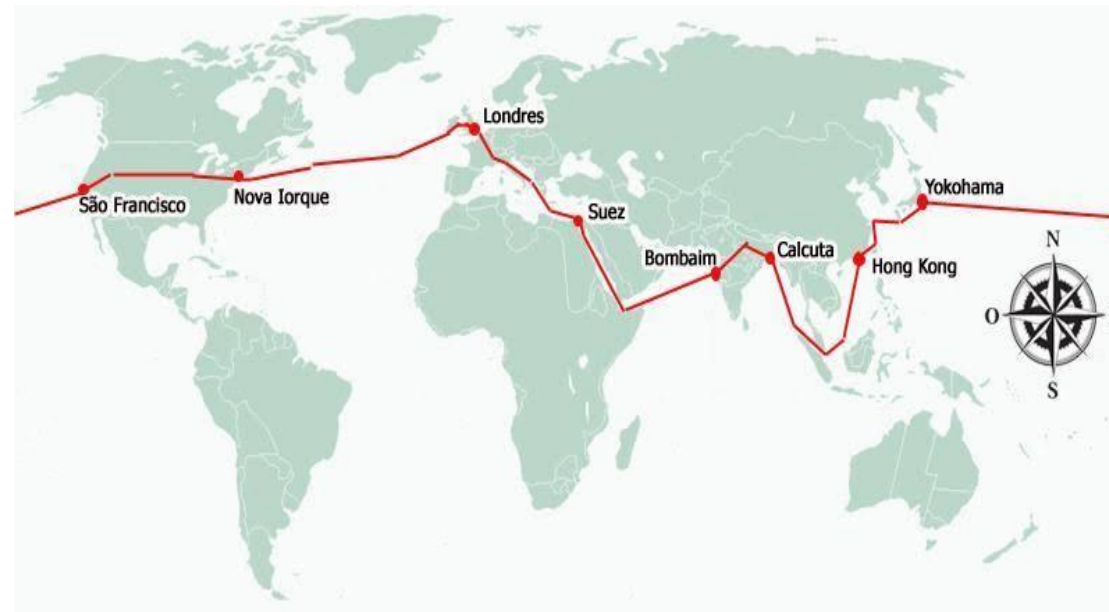 Londres
São Francisco
Nova Iorque
Suez
Yokohama
Bombaim
Calcuta
Hong Kong
N
O
S